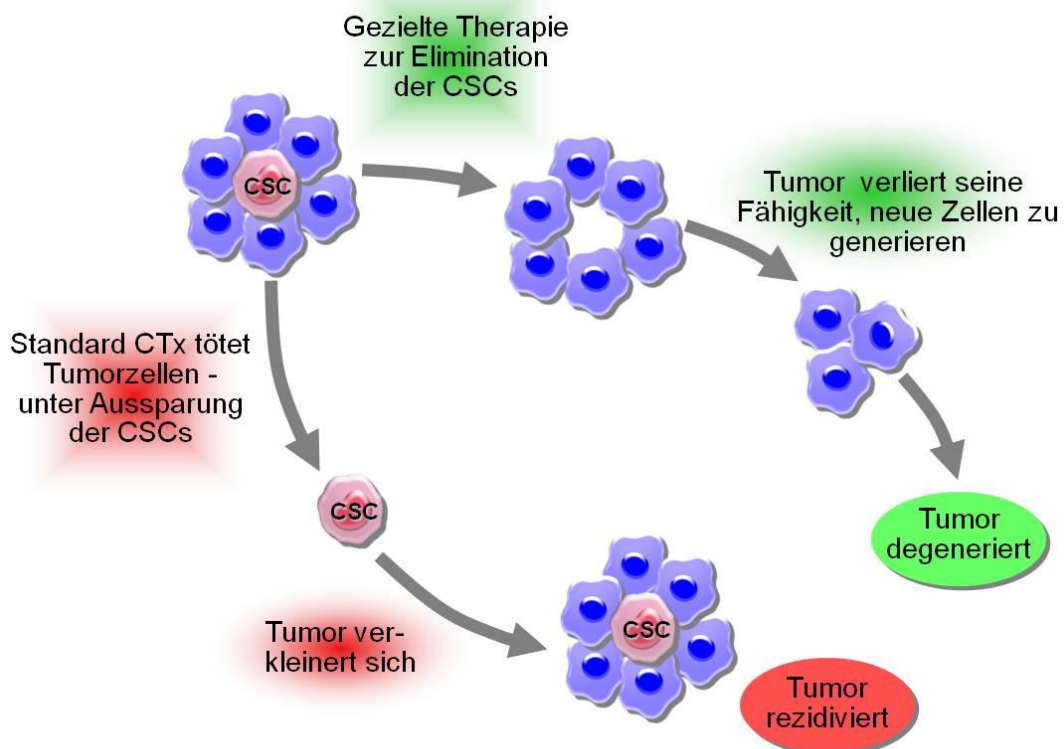 Gezielte Therapie
zur Elimination
der CSCs
CSC
Tumor verliert seine
Fähigkeit, neue Zellen zu
generieren
Standard CTx tötet
Tumorzellen -
unter Aussparung
der CSCs
CSC
Tumor
degeneriert
Tumor ver-
kleinert sich
CSC
Tumor
rezidiviert